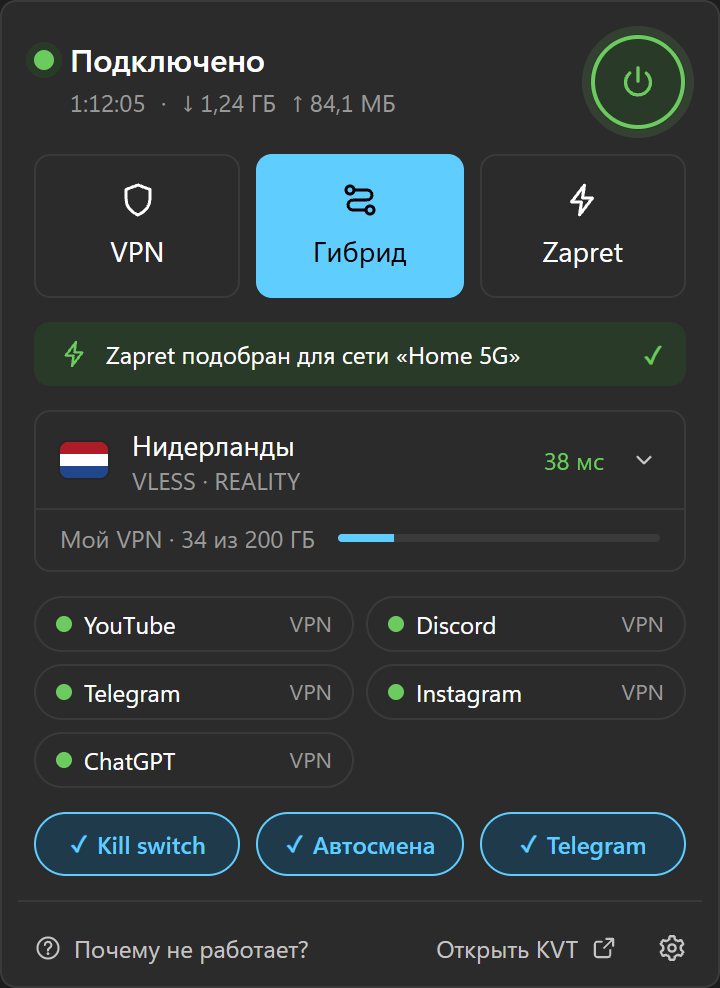 Подключено
1:12:05 · ↓ 1,24 ГБ ↑ 84,1 МБ
VPN
Гибрид
Zapret
Zapret подобран для сети «Home 5G» ✓
Нидерланды
VLESS · REALITY
38 мс
Мой VPN · 34 из 200 ГБ
YouTube VPN
Discord VPN
Telegram VPN
Instagram VPN
ChatGPT VPN
✓ Kill switch
✓ Автосмена
✓ Telegram
Почему не работает?
Открыть KVT